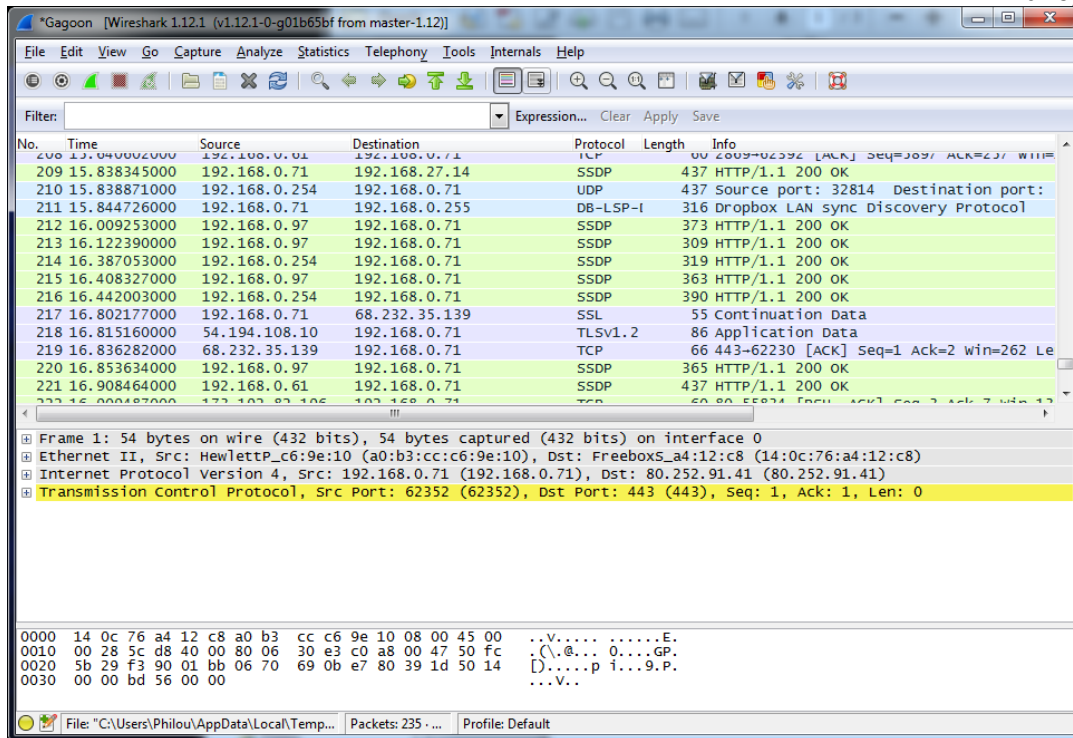 *Gagoon [Wireshark 1.12.1 (v1.12.1-0-g01b65bf from master-1.12)]
File Edit View Go Capture Analyze Statistics Telephony Tools Internals Help
Filter: Expression... Clear Apply Save
No. Time Source Destination Protocol Length Info
208 15.640602000 192.168.0.61 192.168.0.71 TCP 60 2869→62392 [ACK] Seq=3897 Ack=257 Win=
209 15.838345000 192.168.0.71 192.168.27.14 SSDP 437 HTTP/1.1 200 OK
210 15.838871000 192.168.0.254 192.168.0.71 UDP 437 Source port: 32814 Destination port:
211 15.844726000 192.168.0.71 192.168.0.255 DB-LSP-I 316 Dropbox LAN sync Discovery Protocol
212 16.009253000 192.168.0.97 192.168.0.71 SSDP 373 HTTP/1.1 200 OK
213 16.122390000 192.168.0.97 192.168.0.71 SSDP 309 HTTP/1.1 200 OK
214 16.387053000 192.168.0.254 192.168.0.71 SSDP 319 HTTP/1.1 200 OK
215 16.408327000 192.168.0.97 192.168.0.71 SSDP 363 HTTP/1.1 200 OK
216 16.442003000 192.168.0.254 192.168.0.71 SSDP 390 HTTP/1.1 200 OK
217 16.802177000 192.168.0.71 68.232.35.139 SSL 55 Continuation Data
218 16.815160000 54.194.108.10 192.168.0.71 TLSv1.2 86 Application Data
219 16.836282000 68.232.35.139 192.168.0.71 TCP 66 443→62230 [ACK] Seq=1 Ack=2 Win=262 Le
220 16.853634000 192.168.0.97 192.168.0.71 SSDP 365 HTTP/1.1 200 OK
221 16.908464000 192.168.0.61 192.168.0.71 SSDP 437 HTTP/1.1 200 OK
Frame 1: 54 bytes on wire (432 bits), 54 bytes captured (432 bits) on interface 0
Ethernet II, Src: HewlettP_c6:9e:10 (a0:b3:cc:c6:9e:10), Dst: FreeboxS_a4:12:c8 (14:0c:76:a4:12:c8)
Internet Protocol Version 4, Src: 192.168.0.71 (192.168.0.71), Dst: 80.252.91.41 (80.252.91.41)
Transmission Control Protocol, Src Port: 62352 (62352), Dst Port: 443 (443), Seq: 1, Ack: 1, Len: 0
0000 14 0c 76 a4 12 c8 a0 b3 cc c6 9e 10 08 00 45 00 ..v..... ......E.
0010 00 28 5c d8 40 00 80 06 30 e3 c0 a8 00 47 50 fc .(\.@... 0....GP.
0020 5b 29 f3 90 01 bb 06 70 69 0b e7 80 39 1d 50 14 [).....p i...9.P.
0030 00 00 bd 56 00 00 ...V..
File: "C:\Users\Philou\AppData\Local\Temp... Packets: 235 · ... Profile: Default